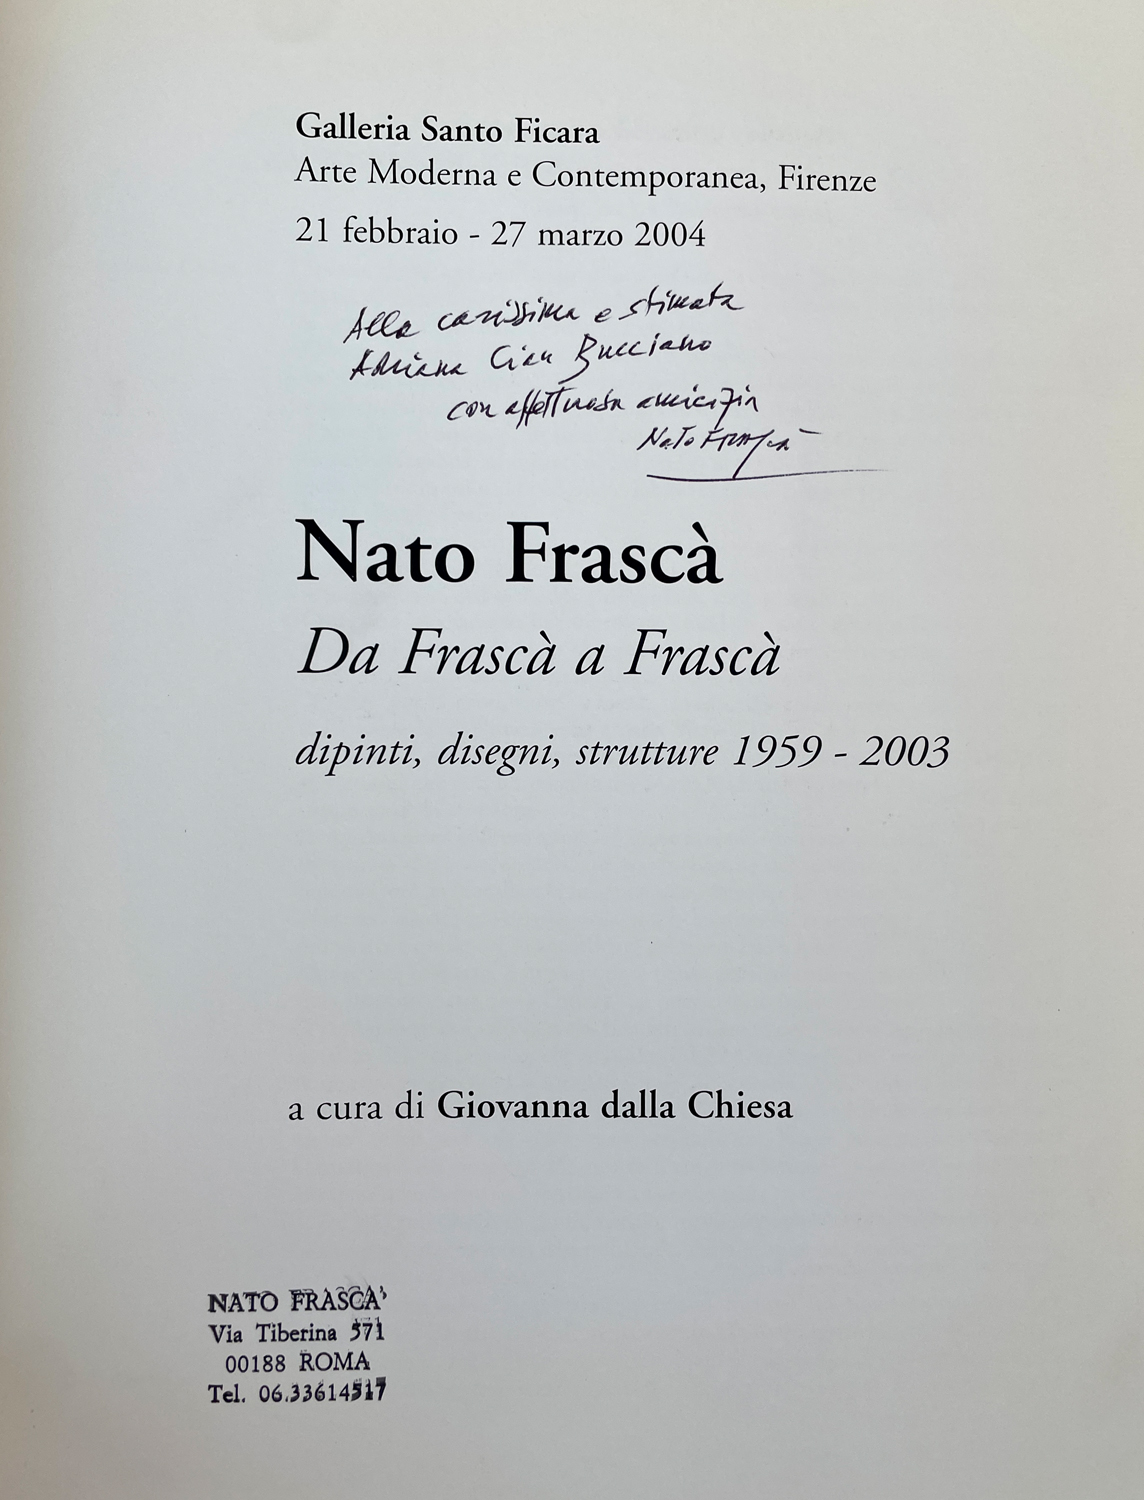 Galleria Santo Ficara
Arte Moderna e Contemporanea, Firenze
21 febbraio - 27 marzo 2004
Alla carissima e stimata
Adriana Cian Bucciano
con affettuosa amicizia
Nato Frascà
Nato Frascà
Da Frascà a Frascà
dipinti, disegni, strutture 1959 - 2003
a cura di Giovanna dalla Chiesa
NATO FRASCA'
Via Tiberina 571
00188 ROMA
Tel. 06.33614517